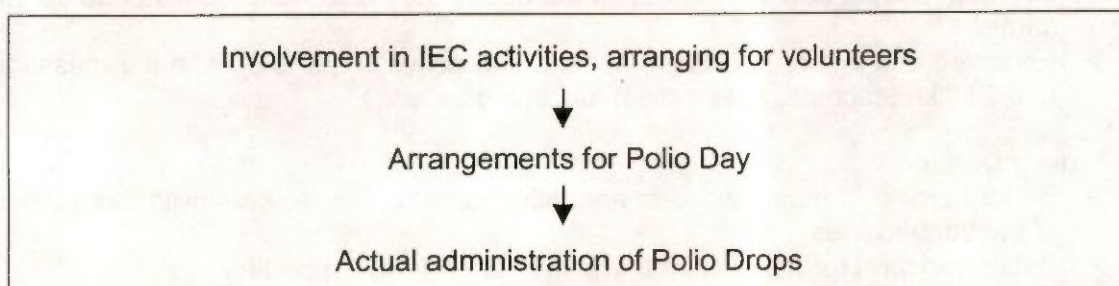 Involvement in IEC activities, arranging for volunteers
Arrangements for Polio Day
Actual administration of Polio Drops